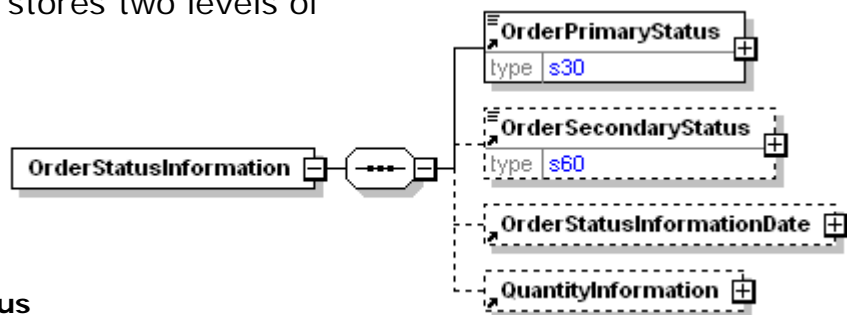 stores two levels of
OrderPrimaryStatus
type s30
OrderSecondaryStatus
type s60
OrderStatusInformation
OrderStatusInformationDate
QuantityInformation
us